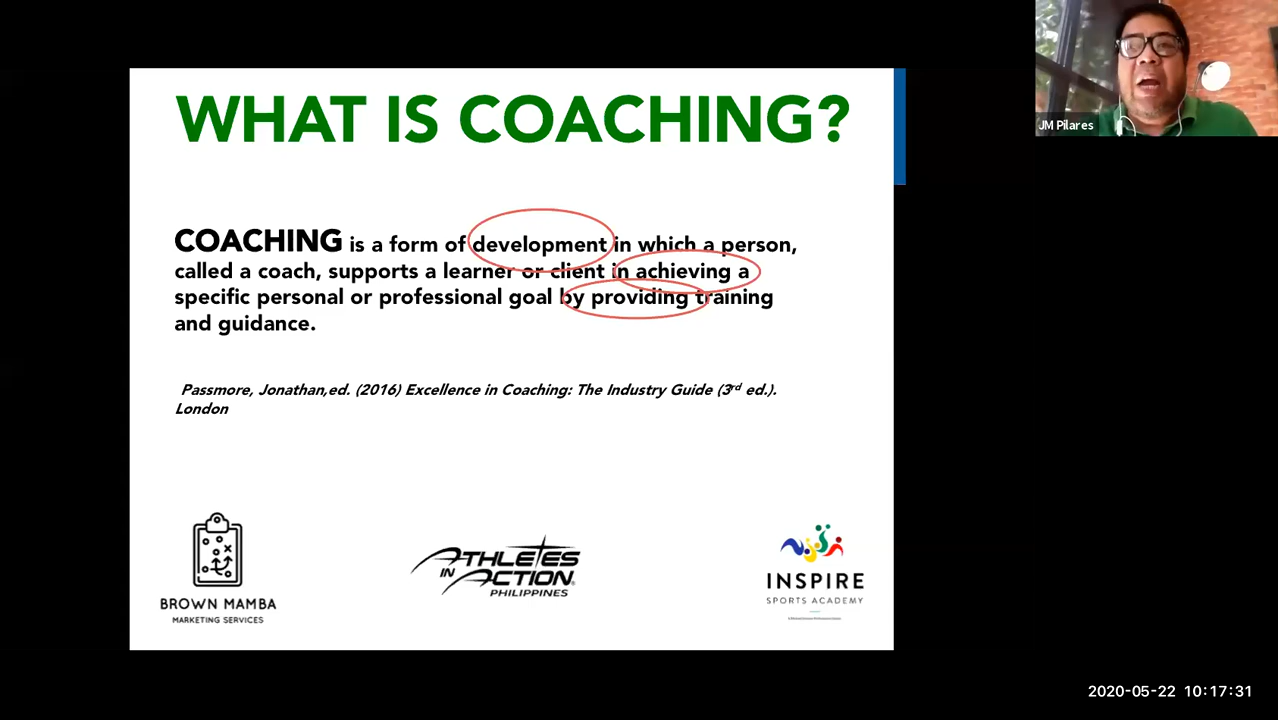 WHAT IS COACHING?
JM Pilares
COACHING is a form of development in which a person,
called a coach, supports a learner or client in achieving a
specific personal or professional goal by providing training
and guidance.
Passmore, Jonathan,ed. (2016) Excellence in Coaching: The Industry Guide (3rd ed.).
London
BROWN MAMBA
MARKETING SERVICES
ATHLETES
IN ACTION
PHILIPPINES
INSPIRE
SPORTS ACADEMY
2020-05-22 10:17:31